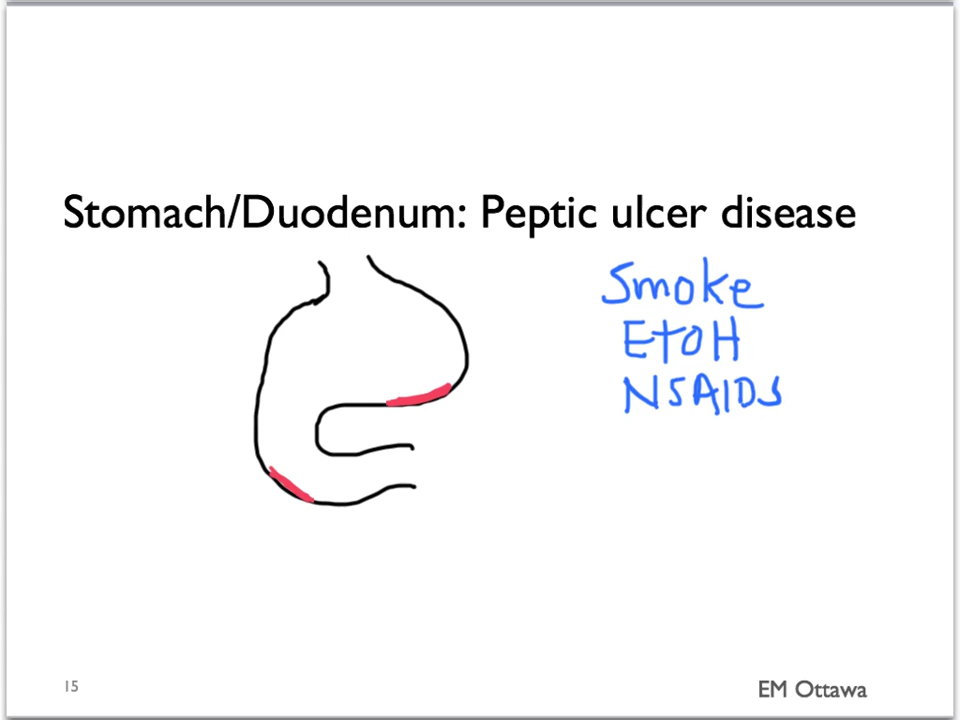 Stomach/Duodenum: Peptic ulcer disease
Smoke
EtOH
NSAIDS
15
EM Ottawa